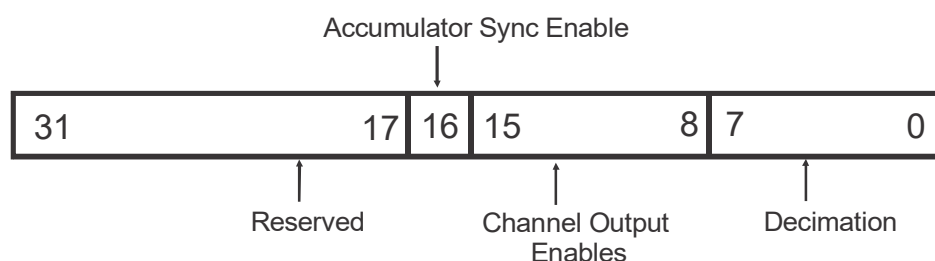 Accumulator Sync Enable
31 17 16 15 8 7 0
Reserved Channel Output Decimation
Enables